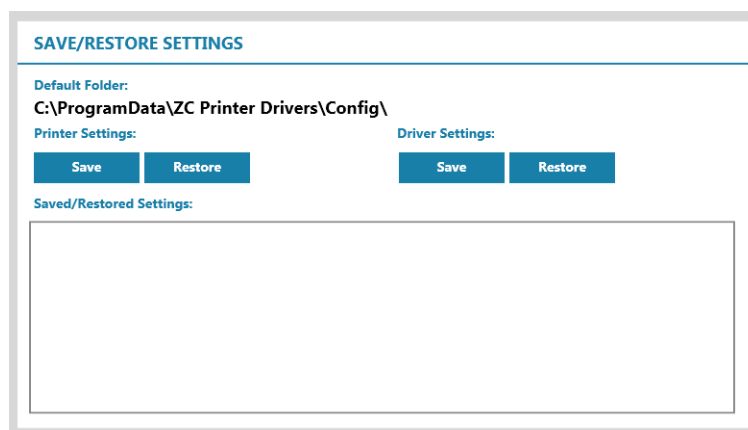 SAVE/RESTORE SETTINGS
Default Folder:
C:\ProgramData\ZC Printer Drivers\Config\
Printer Settings: Driver Settings:
Save Restore Save Restore
Saved/Restored Settings: